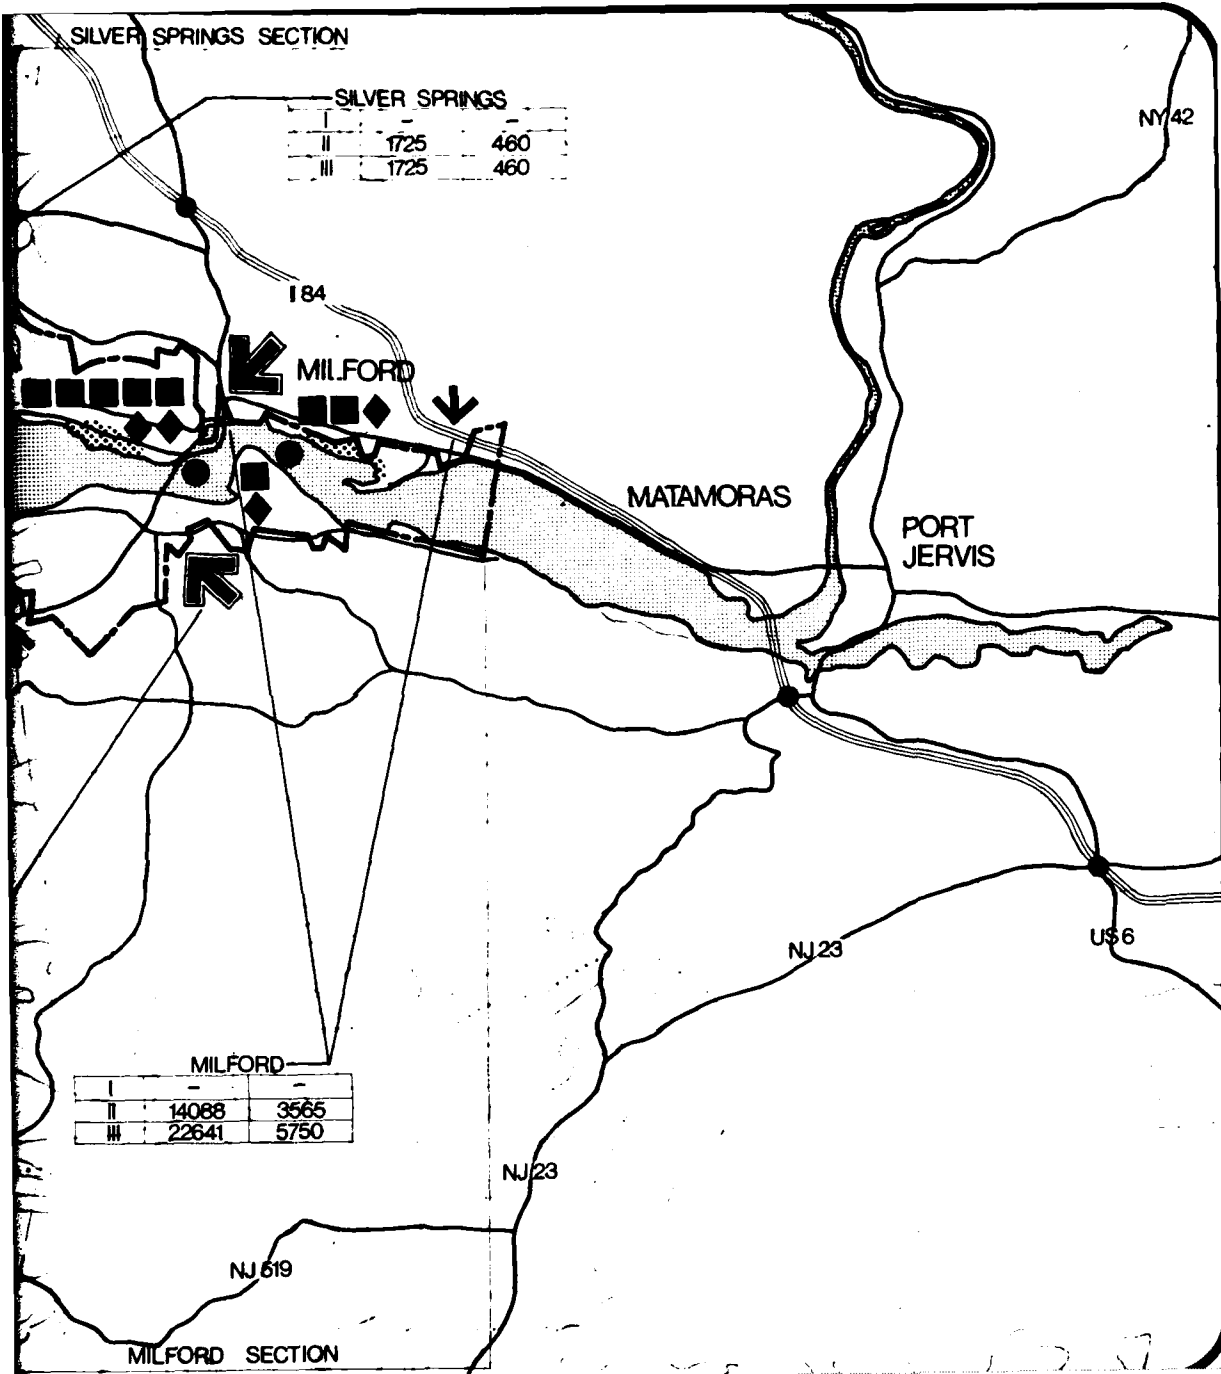 SILVER SPRINGS SECTION
SILVER SPRINGS
I - -
II 1725 460
III 1725 460
NY 42
I 84
MILFORD
MATAMORAS
PORT
JERVIS
NJ 23
US 6
MILFORD
I - -
II 14088 3565
III 22641 5750
NJ 23
NJ 519
MILFORD SECTION